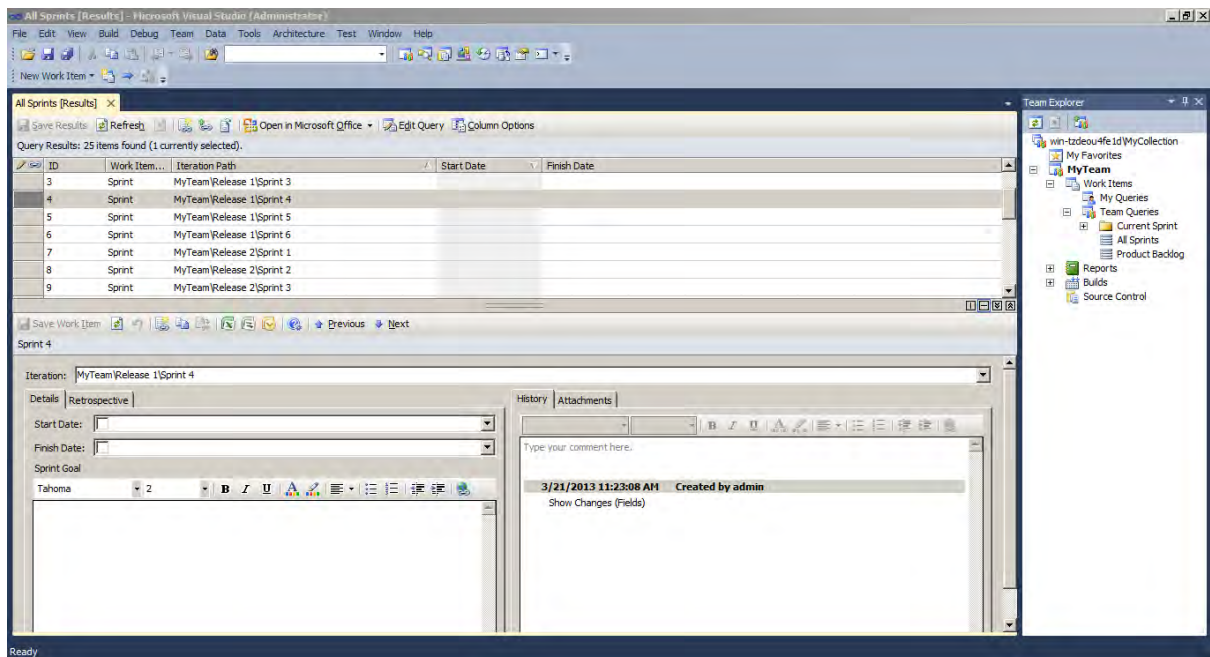 All Sprints [Results] - Microsoft Visual Studio (Administrator)
File Edit View Build Debug Team Data Tools Architecture Test Window Help
New Work Item
All Sprints [Results]
Save Results Refresh Open in Microsoft Office Edit Query Column Options
Query Results: 25 items found (1 currently selected).
ID Work Item... Iteration Path Start Date Finish Date
3 Sprint MyTeam\Release 1\Sprint 3
4 Sprint MyTeam\Release 1\Sprint 4
5 Sprint MyTeam\Release 1\Sprint 5
6 Sprint MyTeam\Release 1\Sprint 6
7 Sprint MyTeam\Release 2\Sprint 1
8 Sprint MyTeam\Release 2\Sprint 2
9 Sprint MyTeam\Release 2\Sprint 3
Save Work Item Previous Next
Sprint 4
Iteration: MyTeam\Release 1\Sprint 4
Details Retrospective
Start Date:
Finish Date:
Sprint Goal
Tahoma 2 B I U
History Attachments
B I U
Type your comment here.
3/21/2013 11:23:08 AM Created by admin
Show Changes (Fields)
Team Explorer
win-tzdeou4fe1d\MyCollection
My Favorites
MyTeam
Work Items
My Queries
Team Queries
Current Sprint
All Sprints
Product Backlog
Reports
Builds
Source Control
Ready